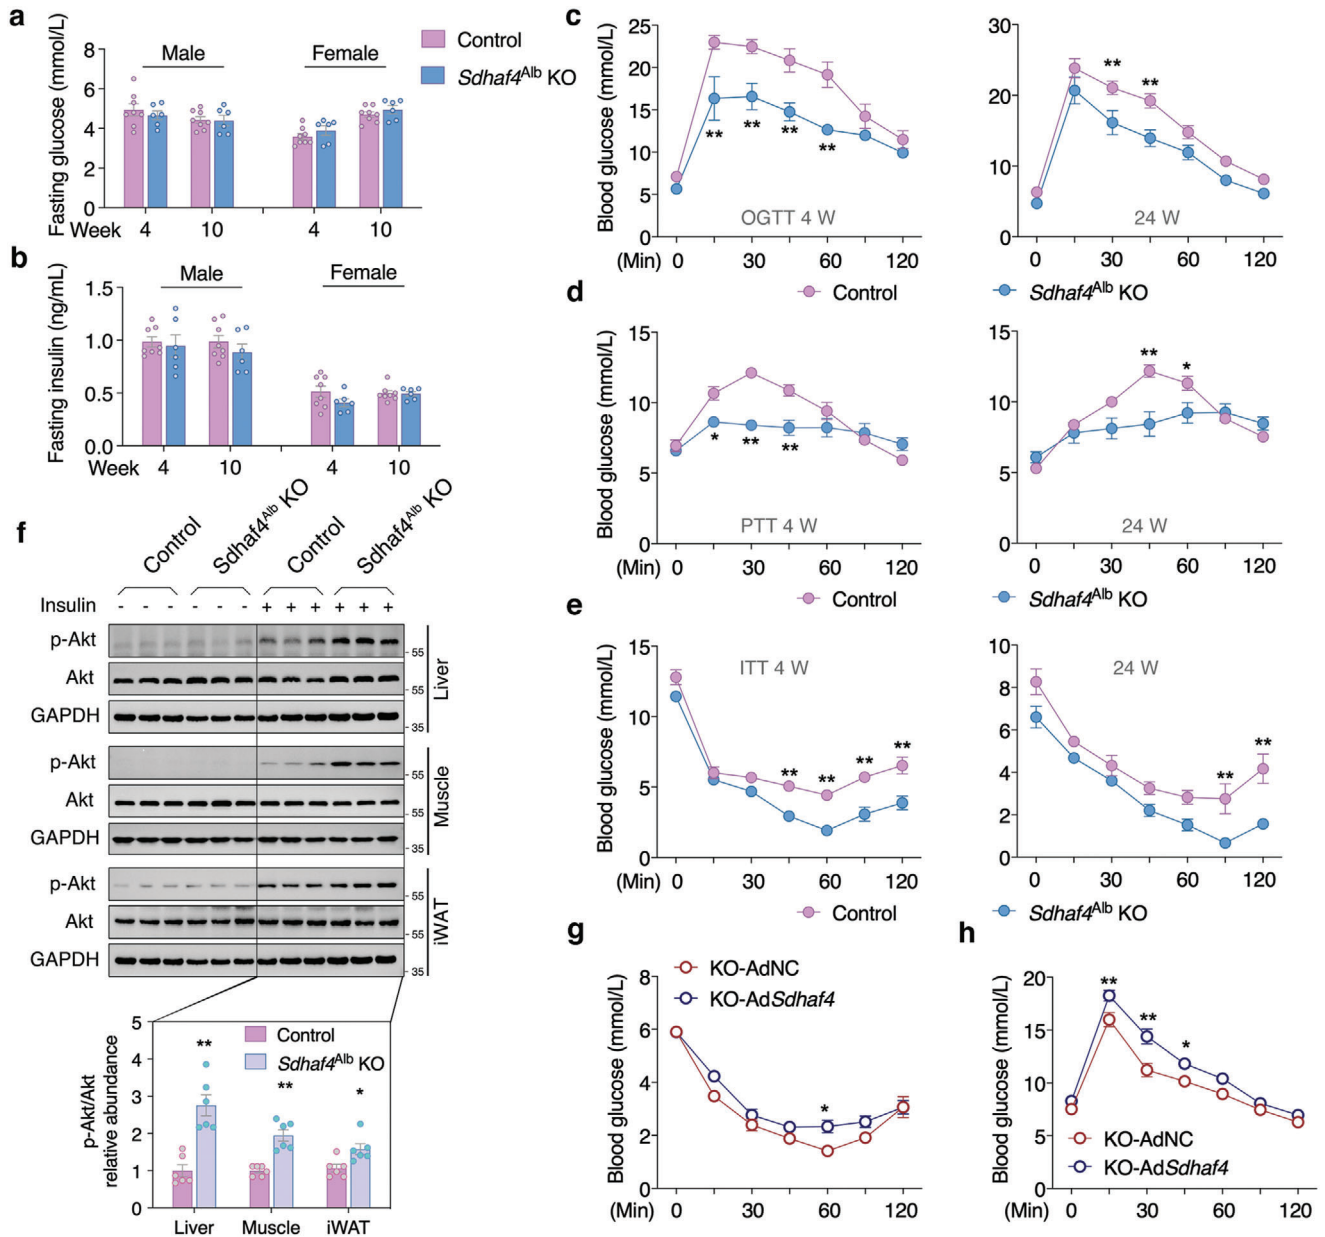 a
Fasting glucose (mmol/L)
8
6
4
2
0
Male
Female
Control
Sdhaf4Alb KO
Week
4
10
4
10
b
Fasting insulin (ng/mL)
1.5
1.0
0.5
0.0
Male
Female
Week
4
10
4
10
c
Blood glucose (mmol/L)
25
20
15
10
5
0
**
**
**
**
OGTT 4 W
(Min)
0
30
60
120
30
20
10
0
**
**
24 W
0
30
60
120
Control
Sdhaf4Alb KO
d
Blood glucose (mmol/L)
15
10
5
0
*
**
**
PTT 4 W
(Min)
0
30
60
120
15
10
5
0
**
*
24 W
0
30
60
120
Control
Sdhaf4Alb KO
e
Blood glucose (mmol/L)
15
10
5
0
ITT 4 W
**
**
**
**
(Min)
0
30
60
120
10
8
6
4
2
0
24 W
**
**
0
30
60
120
Control
Sdhaf4Alb KO
f
Control
Sdhaf4Alb KO
Control
Sdhaf4Alb KO
Insulin - - - - - - + + + + + +
p-Akt
55
Akt
55
GAPDH
35
Liver
p-Akt
55
Akt
55
GAPDH
35
Muscle
p-Akt
55
Akt
55
GAPDH
35
iWAT
p-Akt/Akt
relative abundance
5
4
3
2
1
0
Control
Sdhaf4Alb KO
**
**
*
Liver
Muscle
iWAT
g
Blood glucose (mmol/L)
8
6
4
2
0
KO-AdNC
KO-AdSdhaf4
*
(Min)
0
30
60
120
h
Blood glucose (mmol/L)
20
15
10
5
0
**
**
*
KO-AdNC
KO-AdSdhaf4
(Min)
0
30
60
120